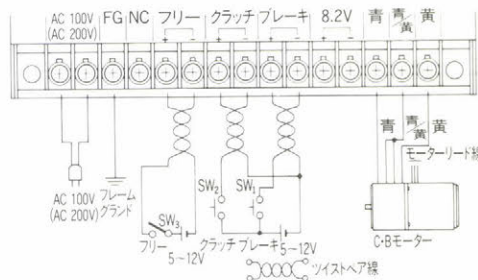 AC 100V FG NC フリー クラッチ ブレーキ 8.2V 青 青/黄 黄
(AC 200V) + - + - + - + -
青 青/黄 黄
モーターリード線
SW₂ SW₁
AC 100V フレーム
(AC 200V) グランド
SW₃
フリー クラッチ ブレーキ
5～12V 5～12V
C・Bモーター
ツイストペア線